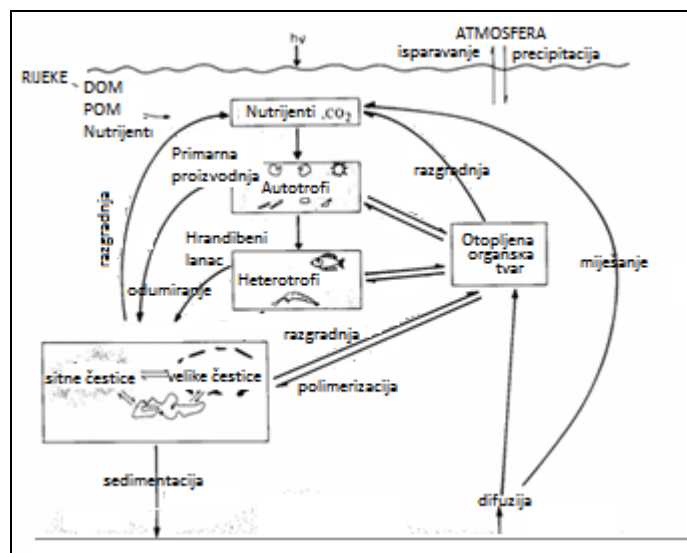 ATMOSFERA
hν
isparavanje
precipitacija
RIJEKE
DOM
POM
Nutrijenti
Nutrijenti ,CO2
Primarna
proizvodnja
razgradnja
Autotrofi
razgradnja
Hrandibeni
lanac
Otopljena
organska
tvar
miješanje
odumiranje
Heterotrofi
razgradnja
sitne čestice
velike čestice
polimerizacija
sedimentacija
difuzija